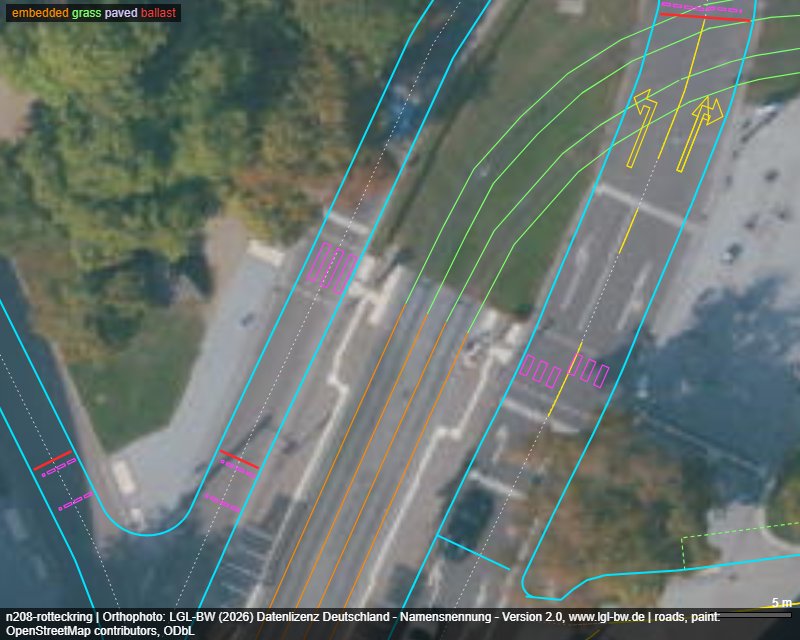 embedded grass paved ballast
5 m
n208-rotteckring | Orthophoto: LGL-BW (2026) Datenlizenz Deutschland - Namensnennung - Version 2.0, www.lgl-bw.de | roads, paint:
OpenStreetMap contributors, ODbL